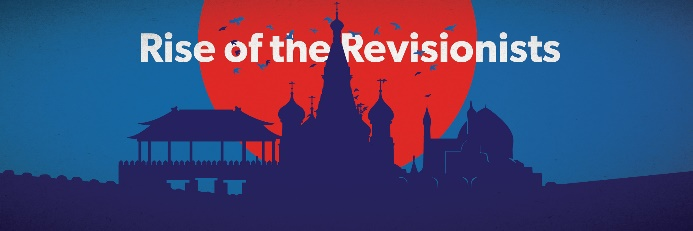 Rise of the Revisionists